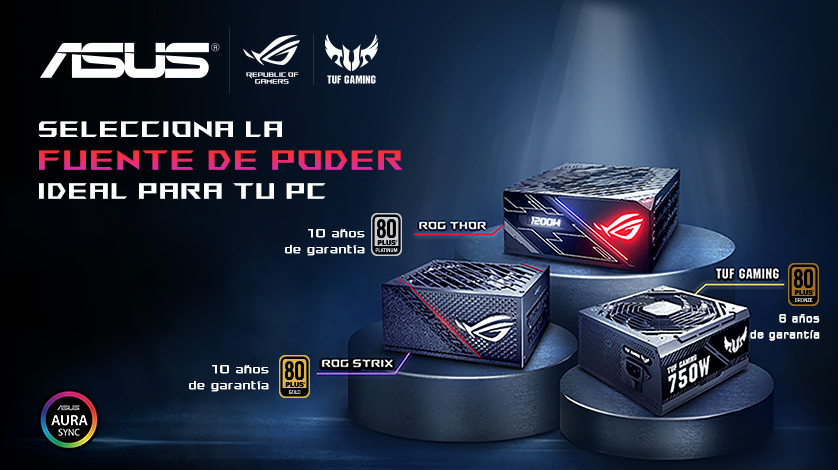 ASUS®
REPUBLIC OF
GAMERS
TUF GAMING
SELECCIONA LA
FUENTE DE PODER
IDEAL PARA TU PC
10 años
de garantía
80
PLUS
PLATINUM
ROG THOR
1200W
TUF GAMING
80
PLUS
BRONZE
6 años
de garantía
10 años
de garantía
80
PLUS
GOLD
ROG STRIX
TUF GAMING
TUF GAMING
750W
ASUS
AURA
SYNC